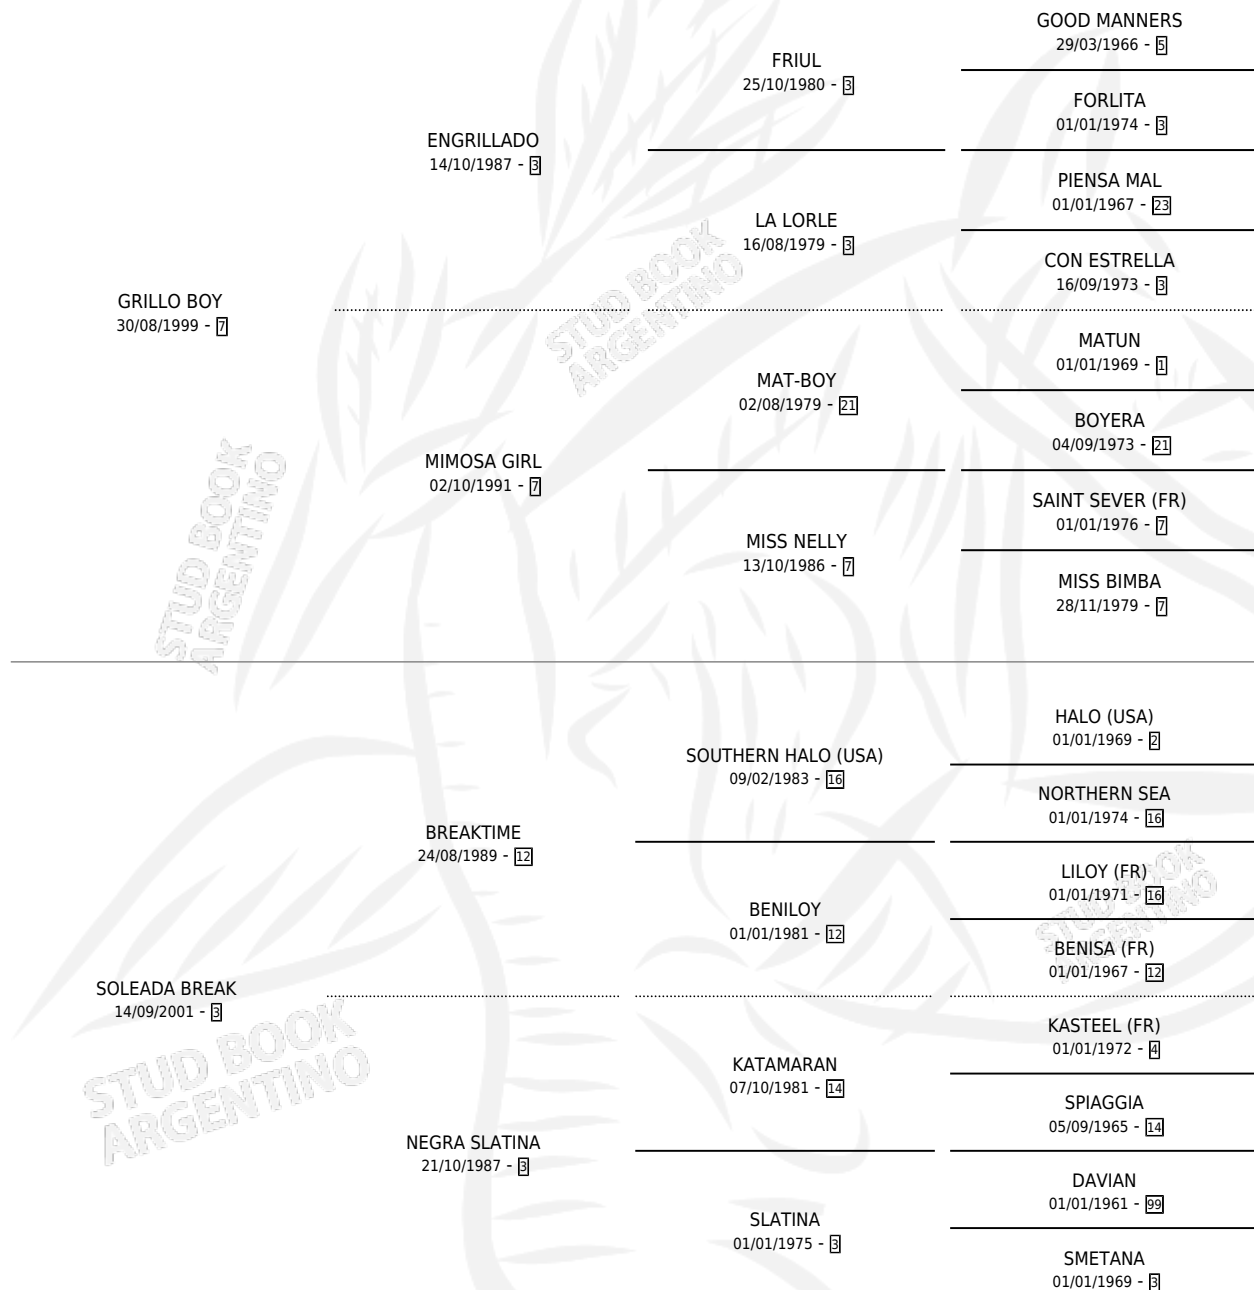 GOOD MANNERS
29/03/1966 - 5
FRIUL
25/10/1980 - 3
FORLITA
01/01/1974 - 3
ENGRILLADO
14/10/1987 - 3
PIENSA MAL
01/01/1967 - 23
LA LORLE
16/08/1979 - 3
CON ESTRELLA
16/09/1973 - 3
GRILLO BOY
30/08/1999 - 7
STUD BOOK
ARGENTINO
MATUN
01/01/1969 - 1
MAT-BOY
02/08/1979 - 21
BOYERA
04/09/1973 - 21
MIMOSA GIRL
02/10/1991 - 7
SAINT SEVER (FR)
01/01/1976 - 7
MISS NELLY
13/10/1986 - 7
MISS BIMBA
28/11/1979 - 7
STUD BOOK
ARGENTINO
HALO (USA)
01/01/1969 - 2
SOUTHERN HALO (USA)
09/02/1983 - 16
NORTHERN SEA
01/01/1974 - 16
BREAKTIME
24/08/1989 - 12
LILOY (FR)
01/01/1971 - 16
BENILOY
01/01/1981 - 12
BENISA (FR)
01/01/1967 - 12
STUD BOOK
ARGENTINO
SOLEADA BREAK
14/09/2001 - 3
STUD BOOK
ARGENTINO
KASTEEL (FR)
01/01/1972 - 4
KATAMARAN
07/10/1981 - 14
SPIAGGIA
05/09/1965 - 14
NEGRA SLATINA
21/10/1987 - 3
DAVIAN
01/01/1961 - 99
SLATINA
01/01/1975 - 3
SMETANA
01/01/1969 - 3